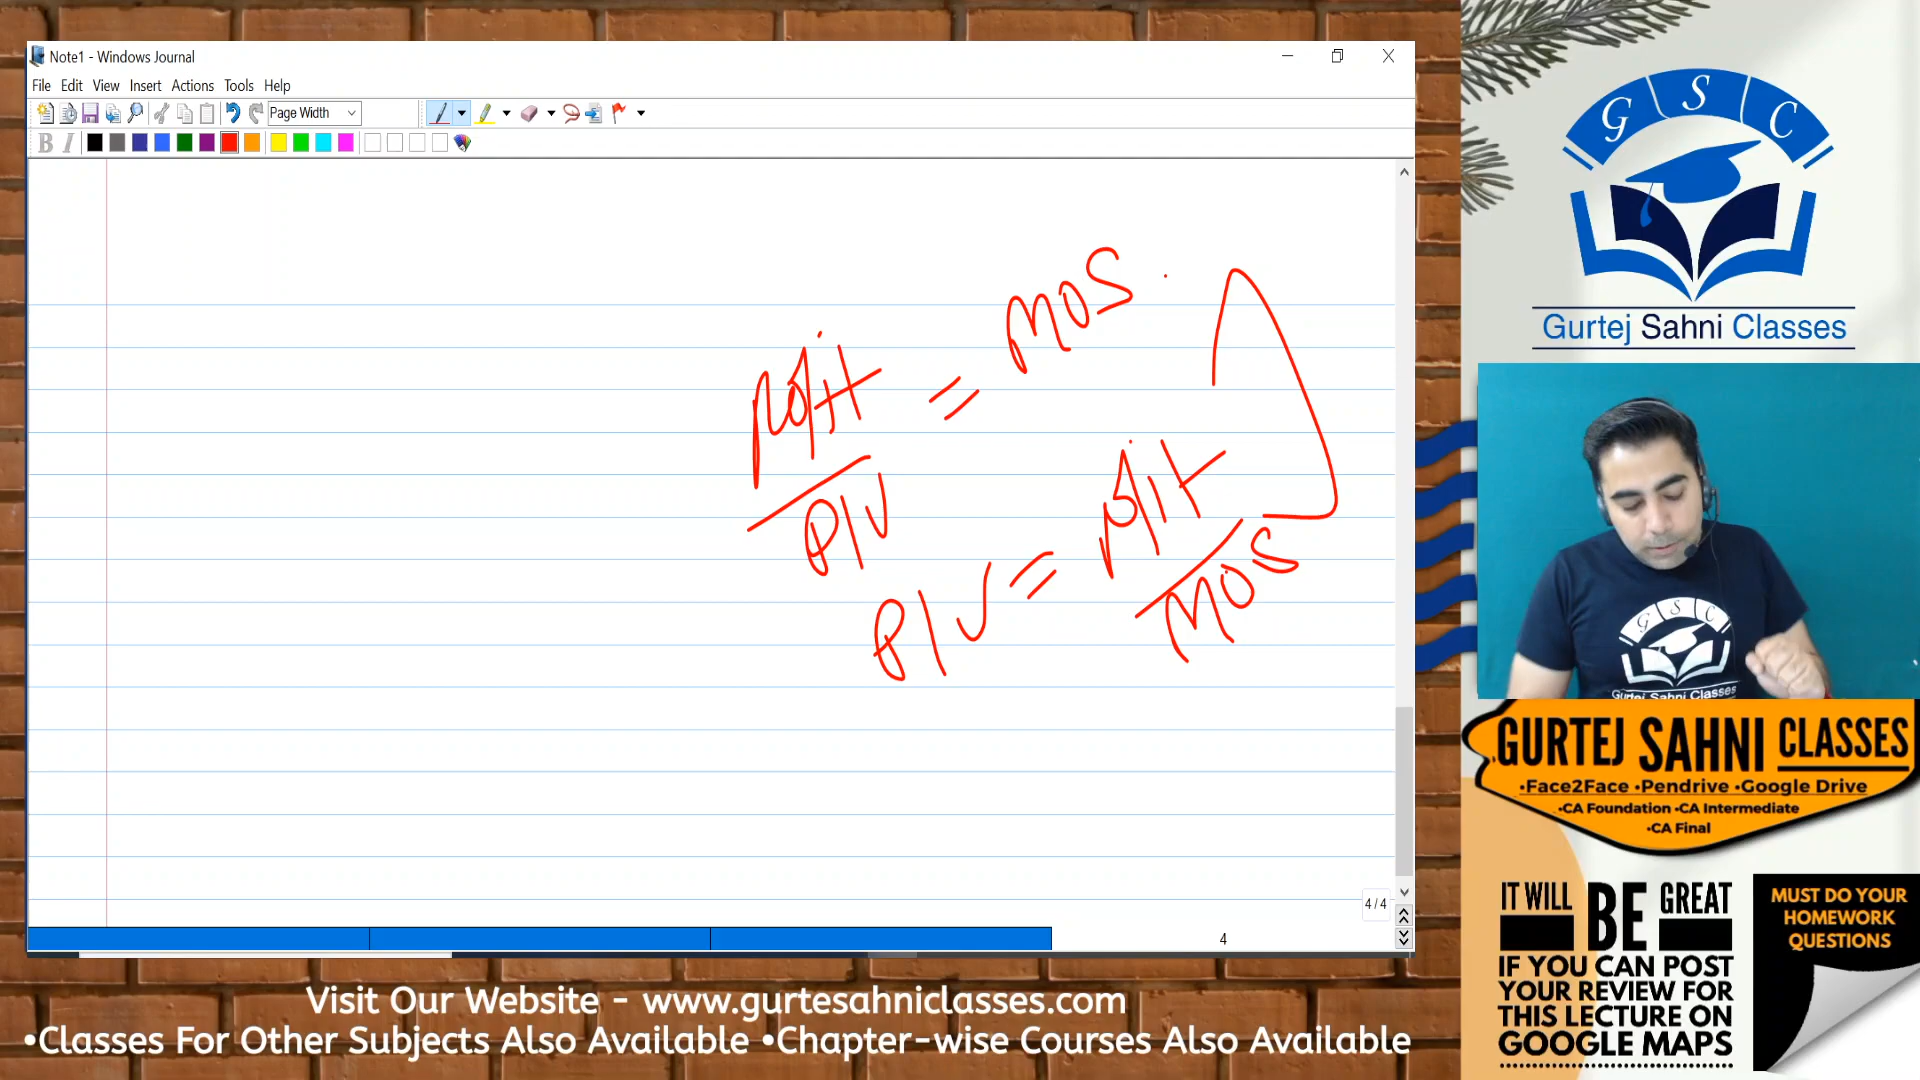 Note1 - Windows Journal
File Edit View Insert Actions Tools Help
Page Width
B I
Profit = MOS
P/V
P/V = Profit
MOS
4 / 4
4
G S C
Gurtej Sahni Classes
G S C
Gurtej Sahni Classes
GURTEJ SAHNI CLASSES
•Face2Face •Pendrive •Google Drive
•CA Foundation •CA Intermediate
•CA Final
IT WILL BE GREAT
IF YOU CAN POST
YOUR REVIEW FOR
THIS LECTURE ON
GOOGLE MAPS
MUST DO YOUR
HOMEWORK
QUESTIONS
Visit Our Website - www.gurtesahniclasses.com
•Classes For Other Subjects Also Available •Chapter-wise Courses Also Available